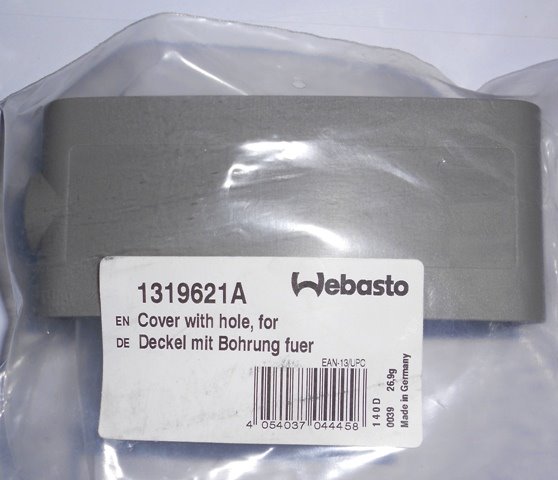 1319621A
Webasto
EN Cover with hole, for
DE Deckel mit Bohrung fuer
EAN-13/UPC
4 054037 044458
140D
0039 26,9g
Made in Germany